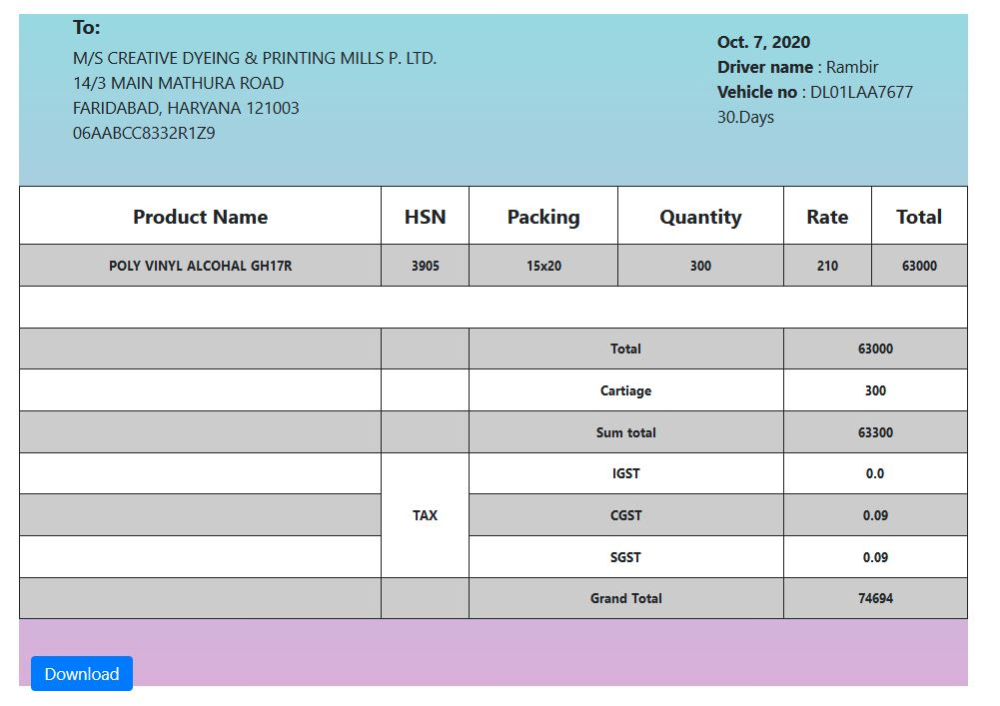 To:
M/S CREATIVE DYEING & PRINTING MILLS P. LTD.
14/3 MAIN MATHURA ROAD
FARIDABAD, HARYANA 121003
06AABCC8332R1Z9
Oct. 7, 2020
Driver name : Rambir
Vehicle no : DL01LAA7677
30.Days
Product Name HSN Packing Quantity Rate Total
POLY VINYL ALCOHAL GH17R 3905 15x20 300 210 63000
Total 63000
Cartiage 300
Sum total 63300
IGST 0.0
TAX CGST 0.09
SGST 0.09
Grand Total 74694
Download